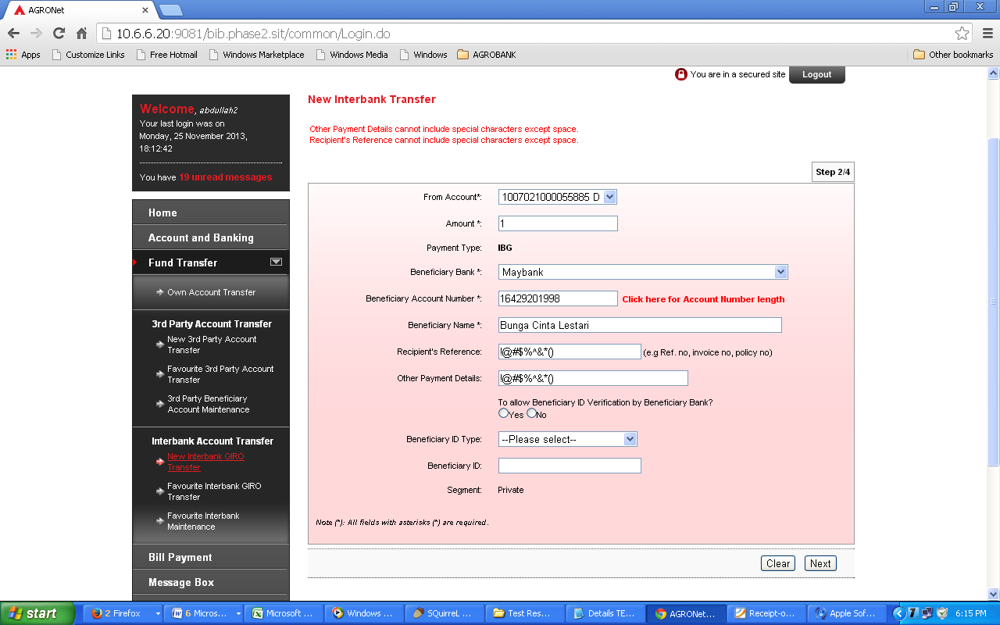 AGRONet
10.6.6.20:9081/bib.phase2.sit/common/Login.do
Apps Customize Links Free Hotmail Windows Marketplace Windows Media Windows AGROBANK Other bookmarks
You are in a secured site Logout
Welcome, abdullah2
Your last login was on
Monday, 25 November 2013,
18:12:42
You have 19 unread messages
Home
Account and Banking
Fund Transfer
Own Account Transfer
3rd Party Account Transfer
New 3rd Party Account
Transfer
Favourite 3rd Party Account
Transfer
3rd Party Beneficiary
Account Maintenance
Interbank Account Transfer
New Interbank GIRO
Transfer
Favourite Interbank GIRO
Transfer
Favourite Interbank
Maintenance
Bill Payment
Message Box
New Interbank Transfer
Other Payment Details cannot include special characters except space.
Recipient's Reference cannot include special characters except space.
Step 2/4
From Account*: 1007021000055885 D
Amount *: 1
Payment Type: IBG
Beneficiary Bank *: Maybank
Beneficiary Account Number *: 16429201998 Click here for Account Number length
Beneficiary Name *: Bunga Cinta Lestari
Recipient's Reference: !@#$%^&*() (e.g Ref. no, invoice no, policy no)
Other Payment Details: !@#$%^&*()
To allow Beneficiary ID Verification by Beneficiary Bank?
Yes No
Beneficiary ID Type: --Please select--
Beneficiary ID:
Segment: Private
Note (*): All fields with asterisks (*) are required.
Clear Next
start 2 Firefox 6 Micros... Microsoft ... Windows ... SQuirreL ... Test Res... Details TE... AGRONet... Receipt-o... Apple Sof... 6:15 PM